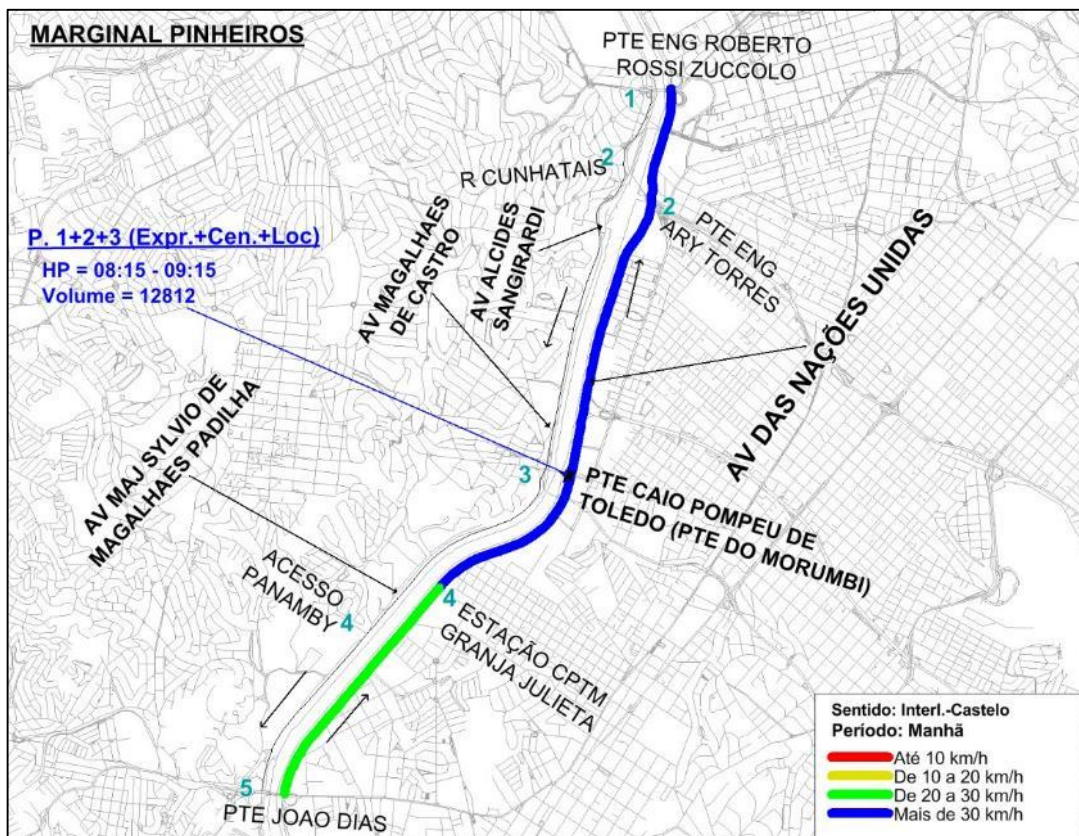 MARGINAL PINHEIROS
PTE ENG ROBERTO
ROSSI ZUCCOLO
1
2
R CUNHATAIS
2
PTE ENG
ARY TORRES
P. 1+2+3 (Expr.+Cen.+Loc)
HP = 08:15 - 09:15
Volume = 12812
AV MAGALHAES
DE CASTRO
AV ALCIDES
SANGIRARDI
AV DAS NAÇÕES UNIDAS
AV MAJ SYLVIO DE
MAGALHAES PADILHA
3
PTE CAIO POMPEU DE
TOLEDO (PTE DO MORUMBI)
ACESSO
PANAMBY
4
4
ESTAÇÃO CPTM
GRANJA JULIETA
5
PTE JOAO DIAS
Sentido: Interl.-Castelo
Período: Manhã
Até 10 km/h
De 10 a 20 km/h
De 20 a 30 km/h
Mais de 30 km/h